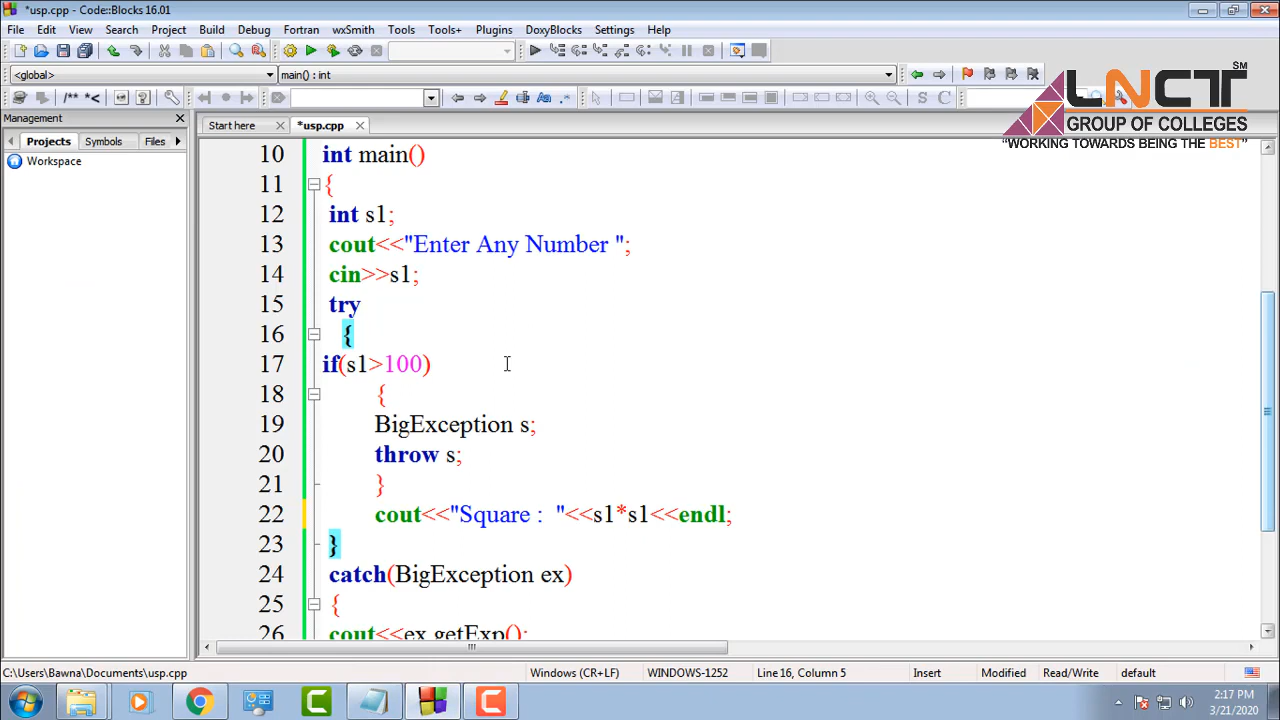 *usp.cpp - Code::Blocks 16.01
File Edit View Search Project Build Debug Fortran wxSmith Tools Tools+ Plugins DoxyBlocks Settings Help
<global> main() : int
/** *<
S C
LNCT SM
GROUP OF COLLEGES
"WORKING TOWARDS BEING THE BEST"
Management
Start here *usp.cpp
Projects Symbols Files
Workspace
10 int main()
11 {
12 int s1;
13 cout<<"Enter Any Number ";
14 cin>>s1;
15 try
16 {
17 if(s1>100)
18 {
19 BigException s;
20 throw s;
21 }
22 cout<<"Square :  "<<s1*s1<<endl;
23 }
24 catch(BigException ex)
25 {
26 cout<<ex.getExp();
C:\Users\Bawna\Documents\usp.cpp Windows (CR+LF) WINDOWS-1252 Line 16, Column 5 Insert Modified Read/Write default
2:17 PM
3/21/2020